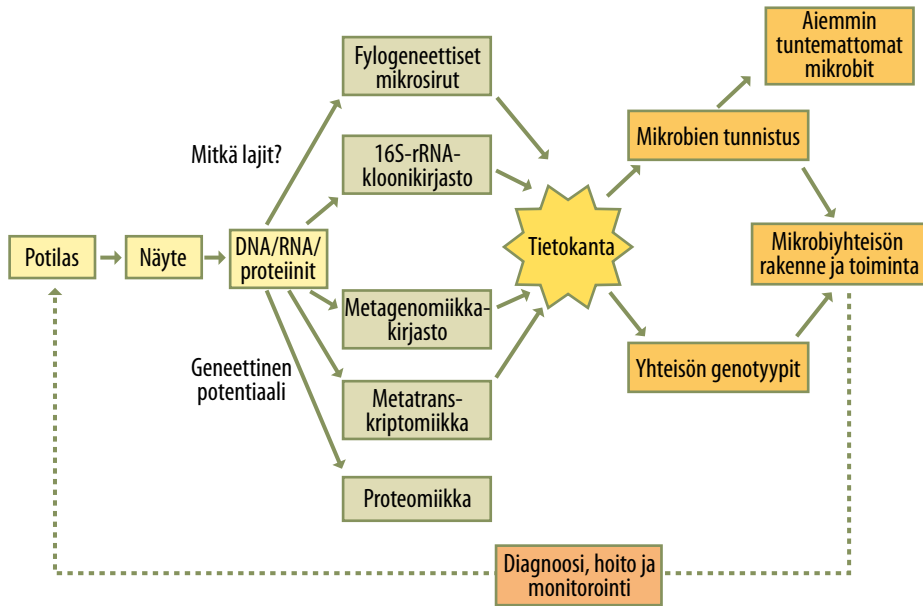 Potilas
Näyte
DNA/RNA/
proteiinit
Mitkä lajit?
Geneettinen
potentiaali
Fylogeneettiset
mikrosirut
16S-rRNA-
kloonikirjasto
Metagenomiikka-
kirjasto
Metatrans-
kriptomiikka
Proteomiikka
Tietokanta
Mikrobien tunnistus
Aiemmin
tuntemattomat
mikrobit
Yhteisön genotyypit
Mikrobiyhteisön
rakenne ja toiminta
Diagnoosi, hoito ja
monitorointi